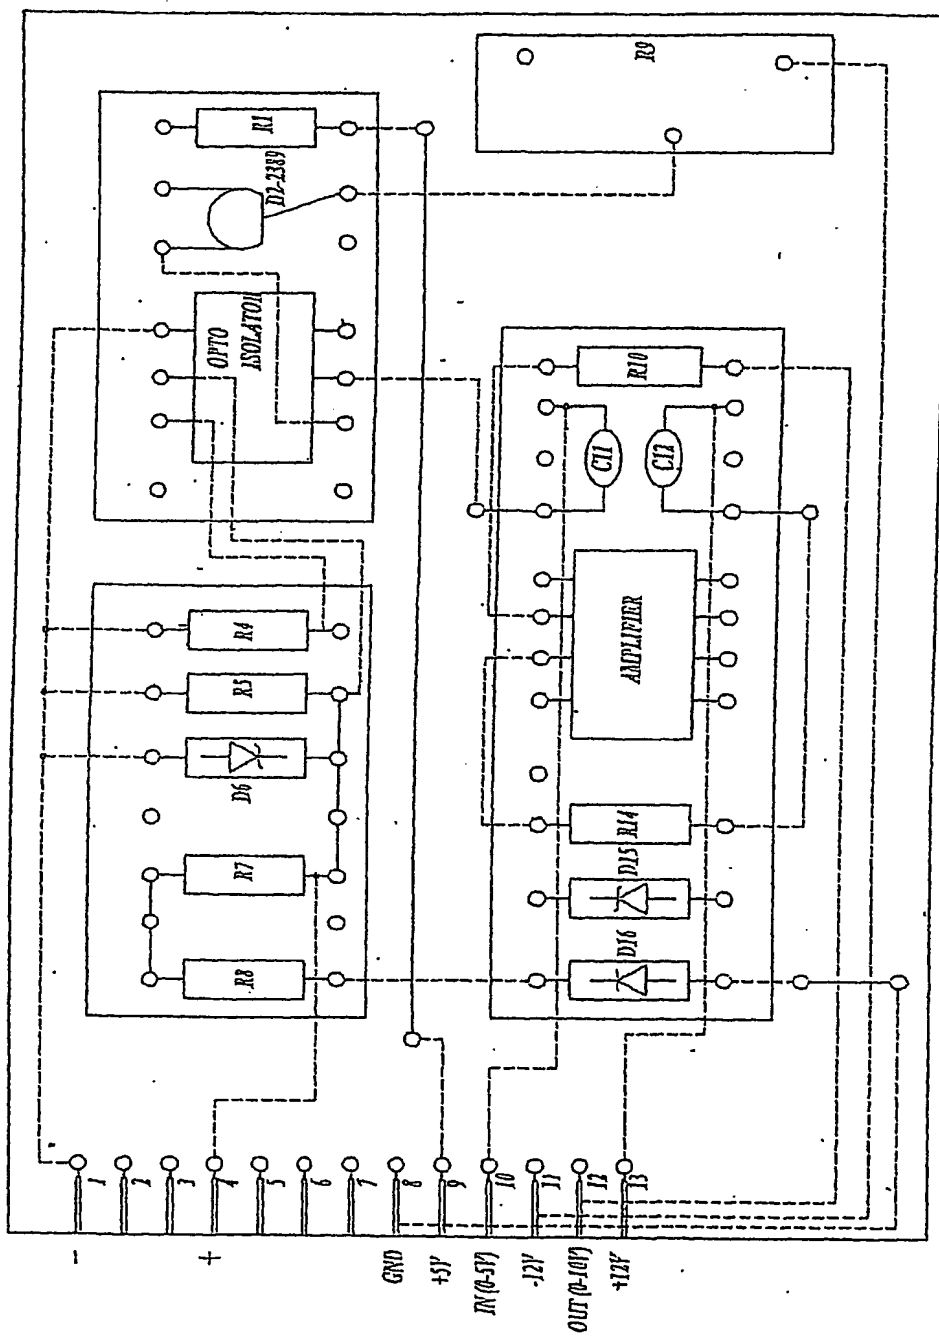 R9
R1
D2-2389
OPTO
ISOLATOR
R4
R5
D6
R7
R8
R10
C11
C12
AMPLIFIER
R14
D15
D16
-
1
2
3
+
4
5
6
7
GND
8
+5V
9
IN (0-5V)
10
-12V
11
OUT (0-10V)
12
+12V
13